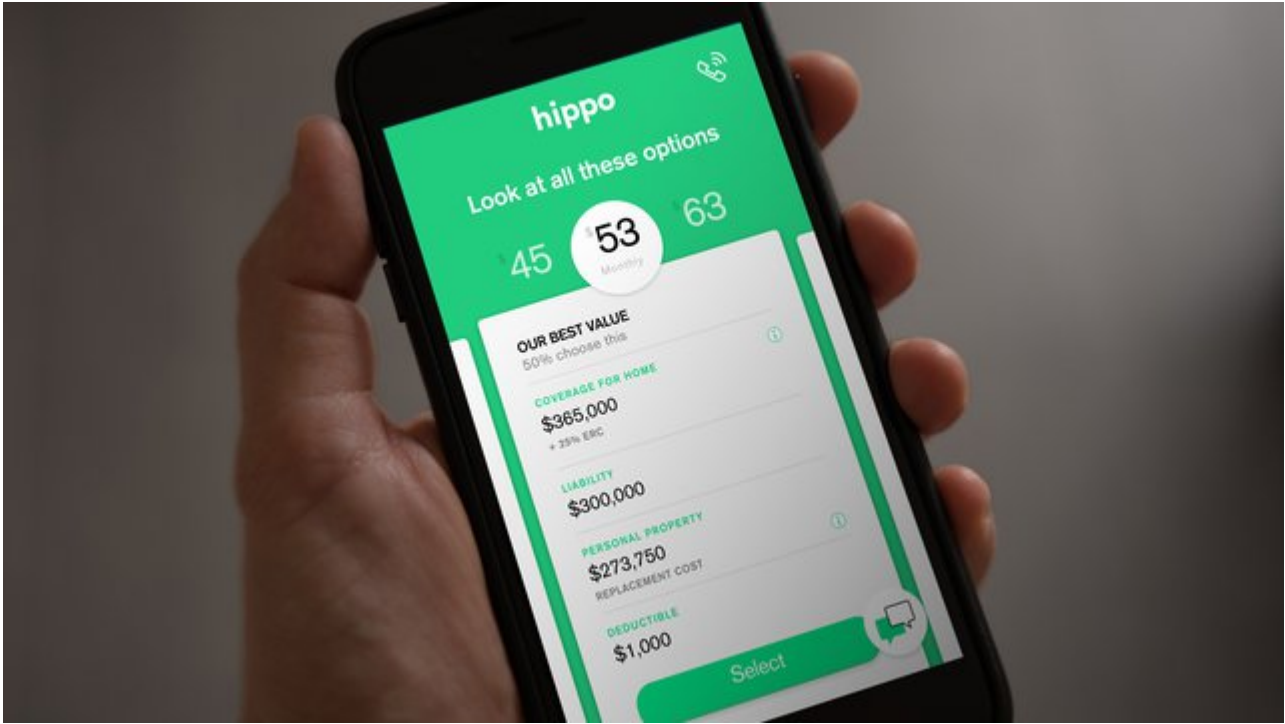 hippo
Look at all these options
$45 $53 $63
Monthly
OUR BEST VALUE
50% choose this
COVERAGE FOR HOME
$365,000
+ 25% ERC
LIABILITY
$300,000
PERSONAL PROPERTY
$273,750
REPLACEMENT COST
DEDUCTIBLE
$1,000
Select